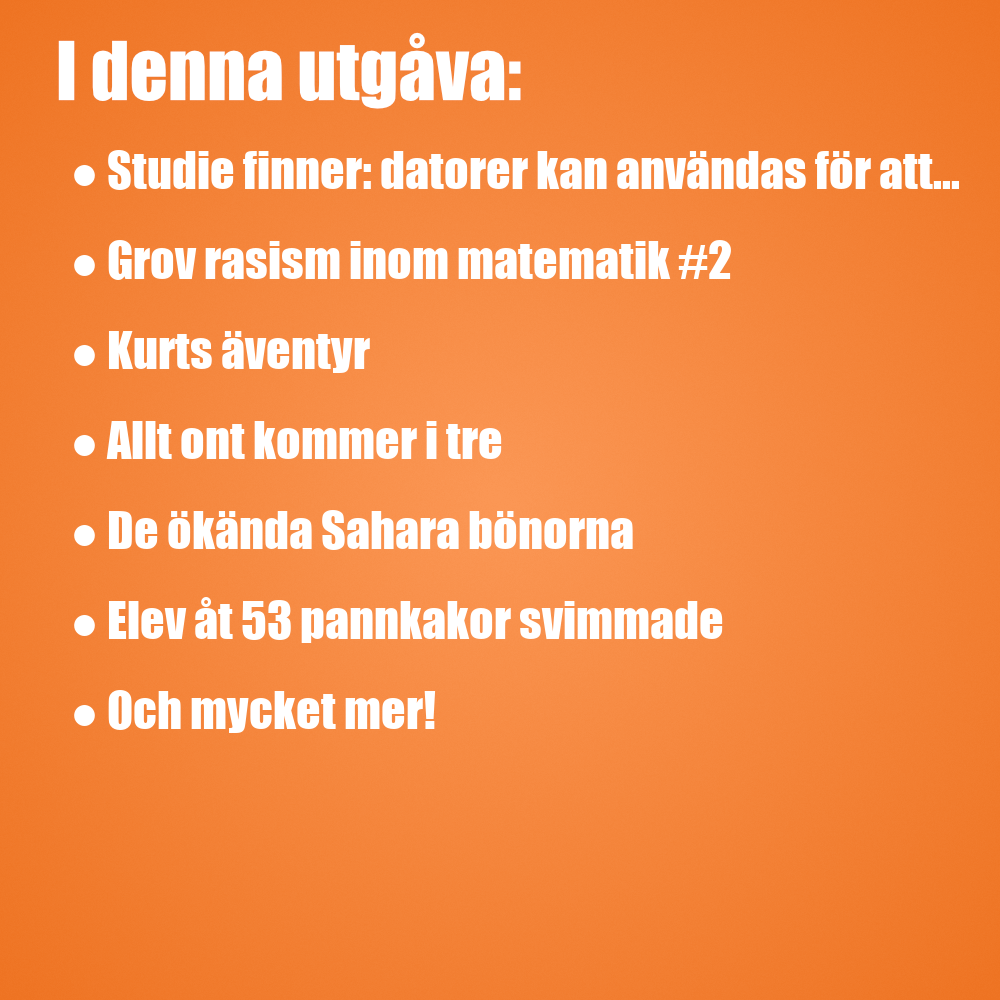 I denna utgåva:
• Studie finner: datorer kan användas för att...
• Grov rasism inom matematik #2
• Kurts äventyr
• Allt ont kommer i tre
• De ökända Sahara bönorna
• Elev åt 53 pannkakor svimmade
• Och mycket mer!